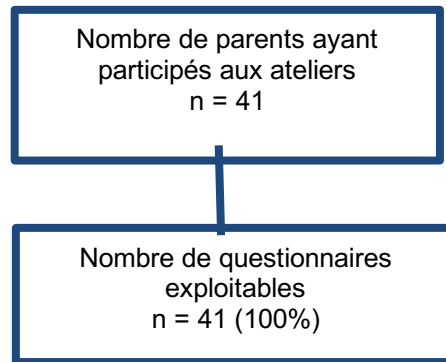 Nombre de parents ayant
participés aux ateliers
n = 41
Nombre de questionnaires
exploitables
n = 41 (100%)